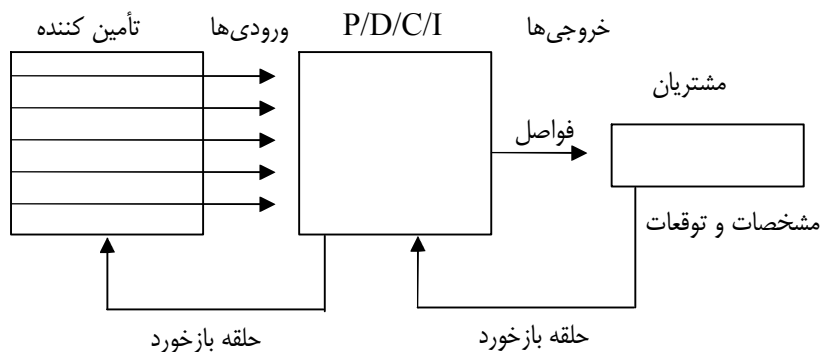 تأمین کننده
ورودی‌ها
P/D/C/I
خروجی‌ها
مشتریان
فواصل
مشخصات و توقعات
حلقه بازخورد
حلقه بازخورد